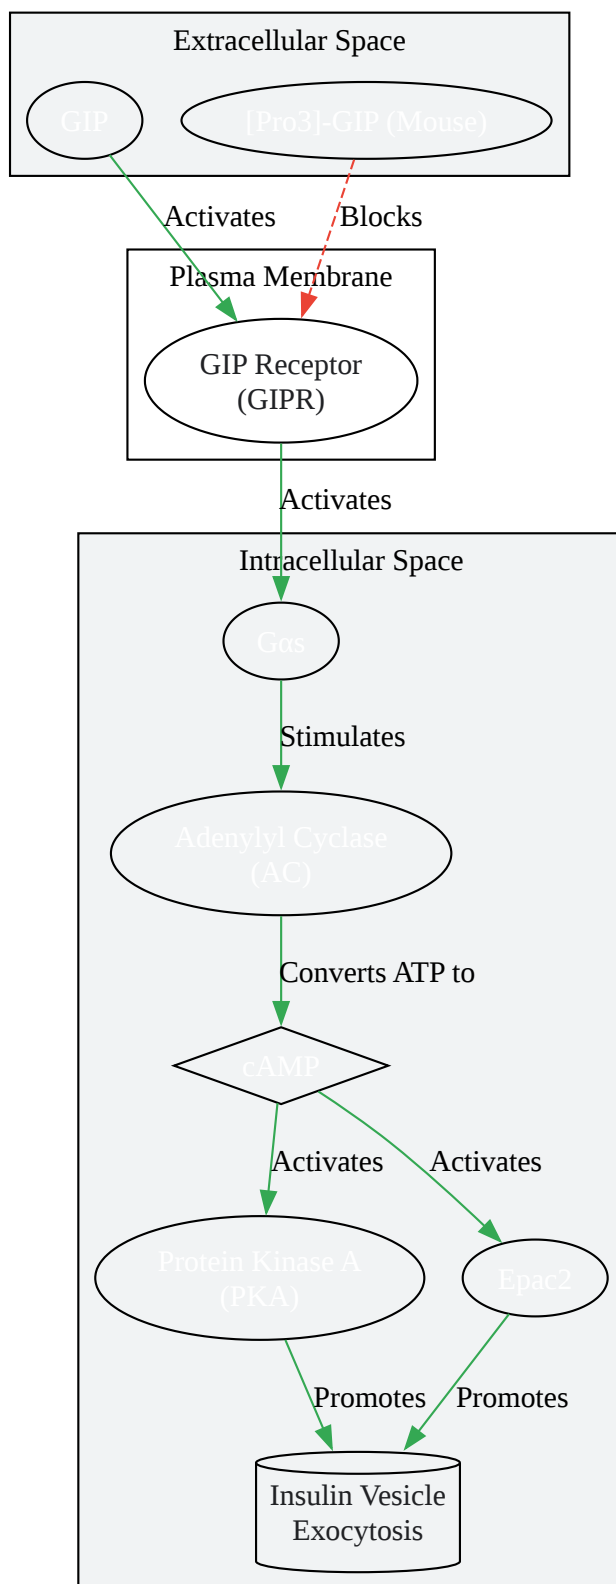 Extracellular Space
GIP
[Pro3]-GIP (Mouse)
Activates
Blocks
Plasma Membrane
GIP Receptor
(GIPR)
Activates
Intracellular Space
Gαs
Stimulates
Adenylyl Cyclase
(AC)
Converts ATP to
cAMP
Activates
Activates
Protein Kinase A
(PKA)
Epac2
Promotes
Promotes
Insulin Vesicle
Exocytosis